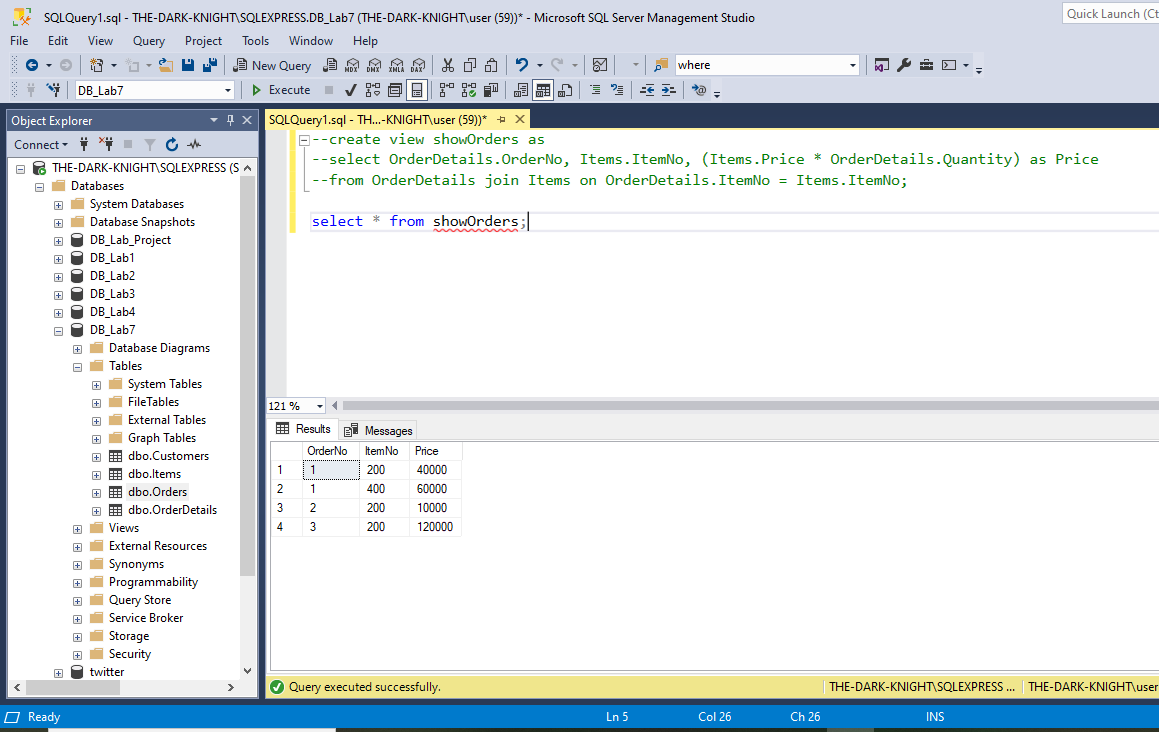 SQLQuery1.sql - THE-DARK-KNIGHT\SQLEXPRESS.DB_Lab7 (THE-DARK-KNIGHT\user (59))* - Microsoft SQL Server Management Studio
Quick Launch (Ct
File Edit View Query Project Tools Window Help
New Query MDX DMX XMLA DAX where
DB_Lab7 Execute
Object Explorer
Connect
THE-DARK-KNIGHT\SQLEXPRESS (S
Databases
System Databases
Database Snapshots
DB_Lab_Project
DB_Lab1
DB_Lab2
DB_Lab3
DB_Lab4
DB_Lab7
Database Diagrams
Tables
System Tables
FileTables
External Tables
Graph Tables
dbo.Customers
dbo.Items
dbo.Orders
dbo.OrderDetails
Views
External Resources
Synonyms
Programmability
Query Store
Service Broker
Storage
Security
twitter
SQLQuery1.sql - TH...-KNIGHT\user (59))*
--create view showOrders as
--select OrderDetails.OrderNo, Items.ItemNo, (Items.Price * OrderDetails.Quantity) as Price
--from OrderDetails join Items on OrderDetails.ItemNo = Items.ItemNo;
select * from showOrders;
121 %
Results Messages
OrderNo ItemNo Price
1 1 200 40000
2 1 400 60000
3 2 200 10000
4 3 200 120000
Query executed successfully.
THE-DARK-KNIGHT\SQLEXPRESS ... THE-DARK-KNIGHT\user
Ready Ln 5 Col 26 Ch 26 INS